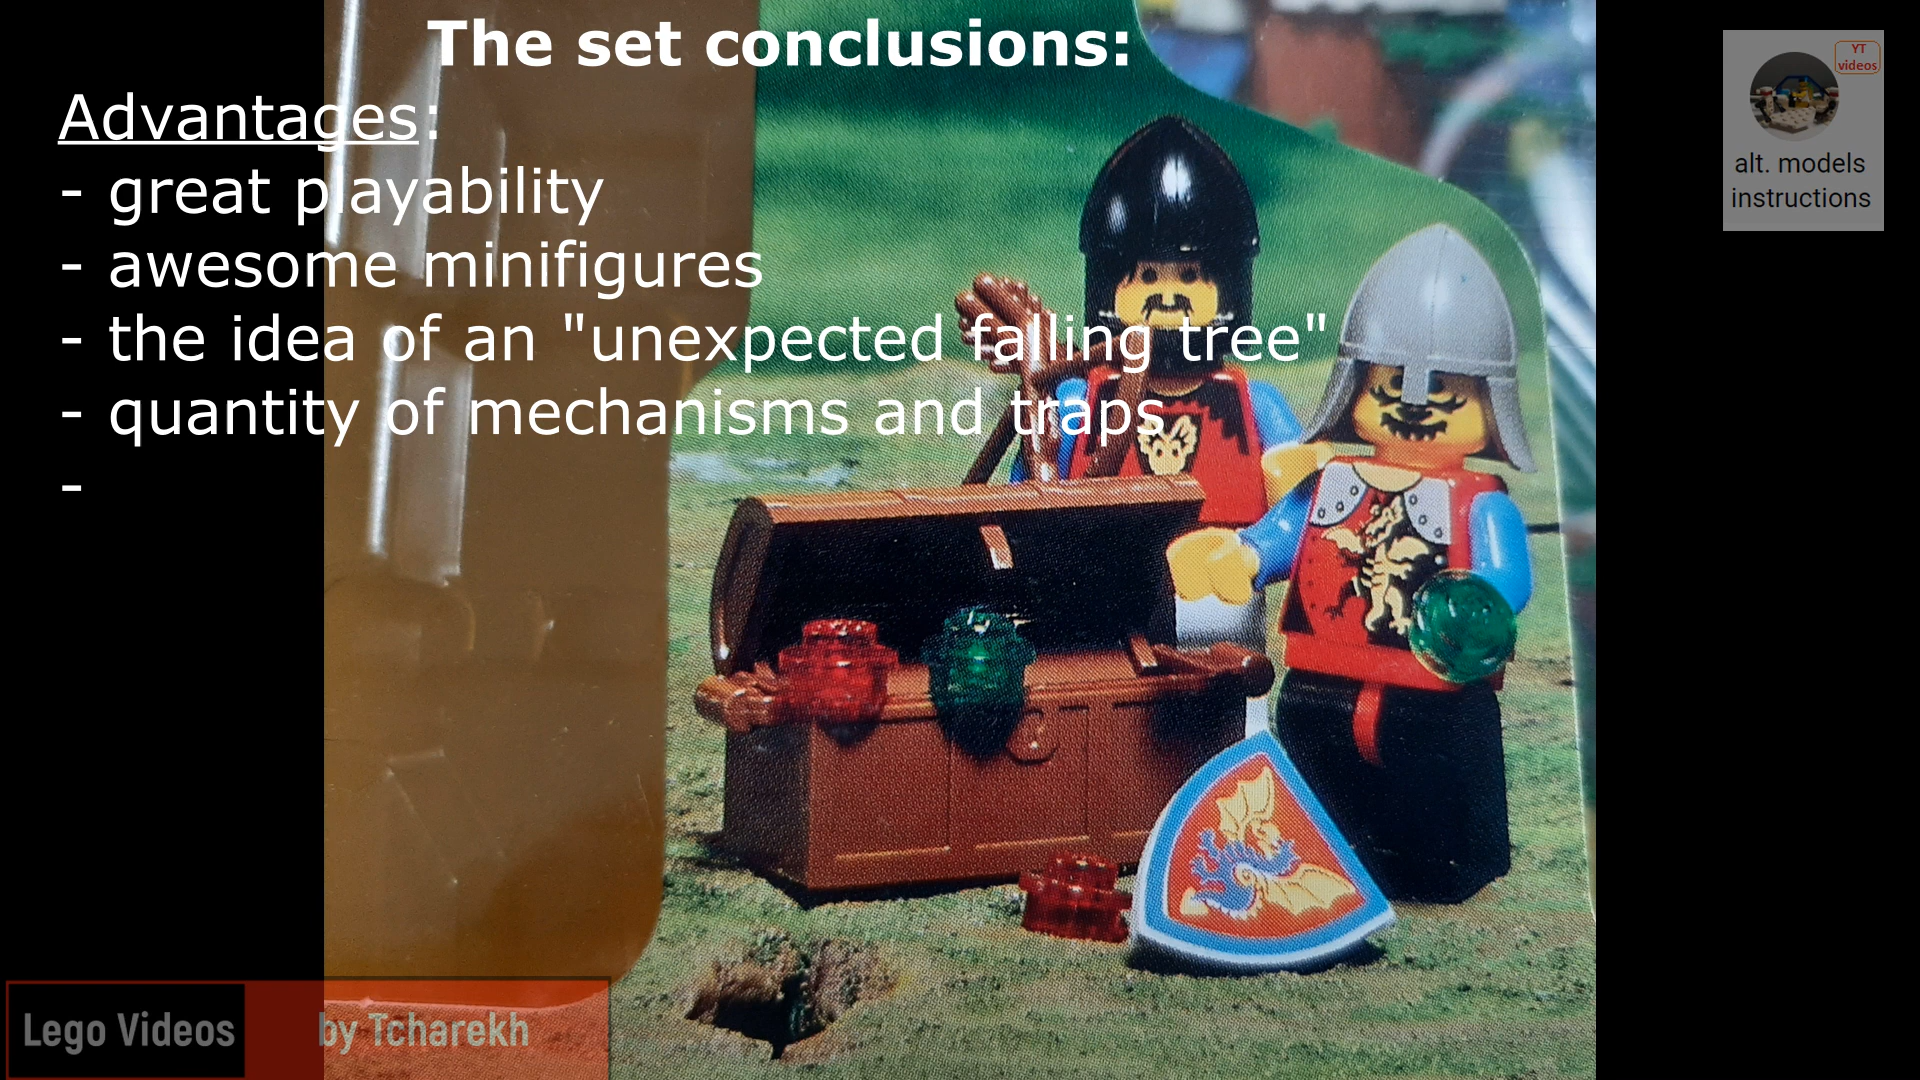 The set conclusions:
Advantages:
- great playability
- awesome minifigures
- the idea of an "unexpected falling tree"
- quantity of mechanisms and traps
-
YT
videos
alt. models
instructions
Lego Videos by Tcharekh